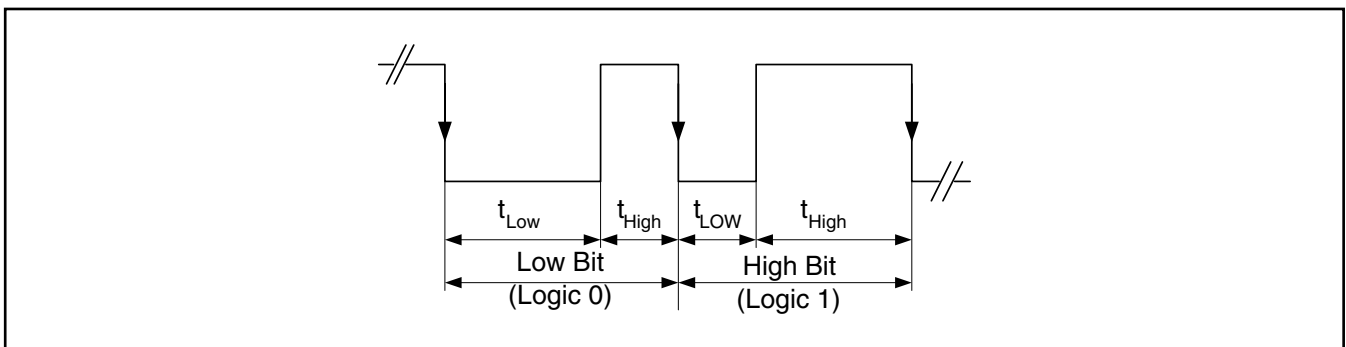 tLow tHigh tLOW tHigh
Low Bit High Bit
(Logic 0) (Logic 1)